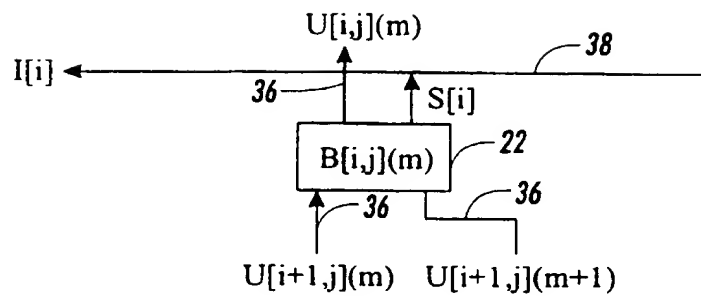 U[i,j](m)
38
I[i]
36
S[i]
B[i,j](m)
22
36
36
U[i+1,j](m) U[i+1,j](m+1)